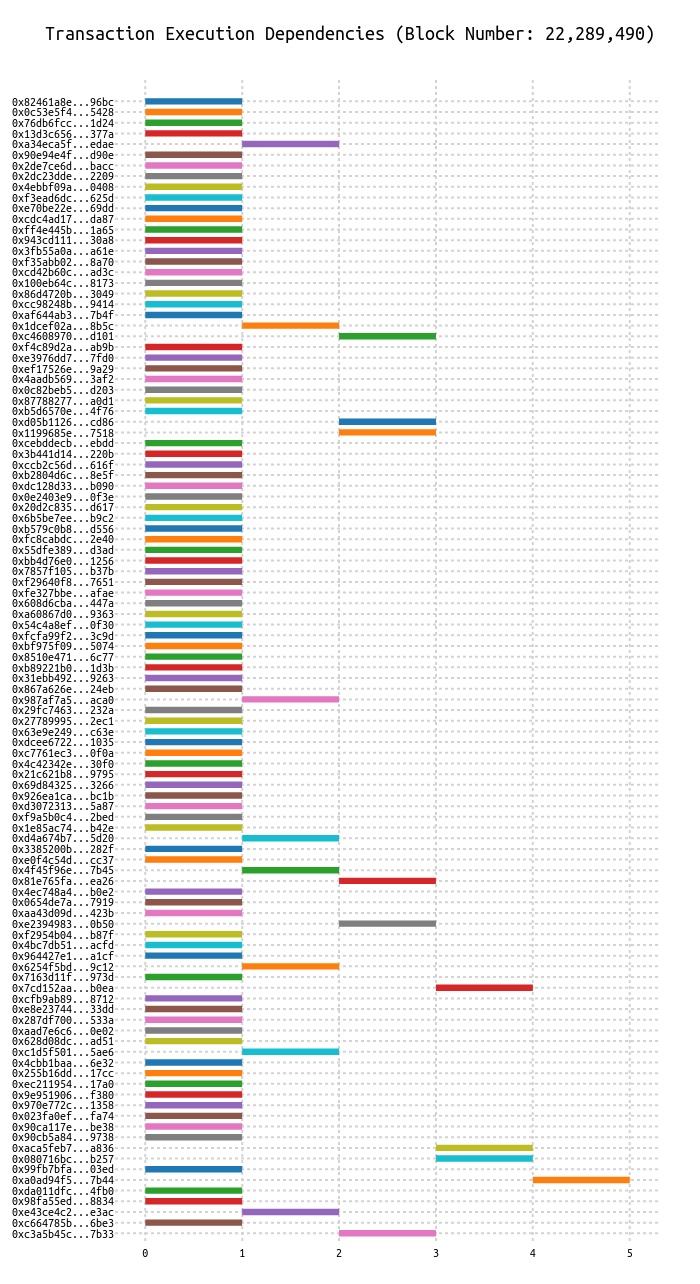 Transaction Execution Dependencies (Block Number: 22,289,490)
0x82461a8e...96bc
0x0c53e5f4...5428
0x76db6fcc...1d24
0x13d3c656...377a
0xa34eca5f...edae
0x90e94e4f...d90e
0x2de7ce6d...bacc
0x2dc23dde...2209
0x4ebbf09a...0408
0xf3ead6dc...625d
0xe70be22e...69dd
0xcdc4ad17...da87
0xff4e445b...1a65
0x943cd111...30a8
0x3fb55a0a...a61e
0xf35abb02...8a70
0xcd42b60c...ad3c
0x100eb64c...8173
0x86d4720b...3049
0xcc98248b...9414
0xaf644ab3...7b4f
0x1dcef02a...8b5c
0xc4608970...d101
0xf4c89d2a...ab9b
0xe3976dd7...7fd0
0xef17526e...9a29
0x4aadb569...3af2
0x0c82beb5...d203
0x87788277...a0d1
0xb5d6570e...4f76
0xd05b1126...cd86
0x1199685e...7518
0xcebddecb...ebdd
0x3b441d14...220b
0xccb2c56d...616f
0xb2804d6c...8e5f
0xdc128d33...b090
0x0e2403e9...0f3e
0x20d2c835...d617
0x6b5be7ee...b9c2
0xb579c0b8...d556
0xfc8cabdc...2e40
0x55dfe389...d3ad
0xbb4d76e0...1256
0x7857f105...b37b
0xf29640f8...7651
0xfe327bbe...afae
0x608d6cba...447a
0xa60867d0...9363
0x54c4a8ef...0f30
0xfcfa99f2...3c9d
0xbf975f09...5074
0x8510e471...6c77
0xb89221b0...1d3b
0x31ebb492...9263
0x867a626e...24eb
0x987af7a5...aca0
0x29fc7463...232a
0x27789995...2ec1
0x63e9e249...c63e
0xdcee6722...1035
0xc7761ec3...0f0a
0x4c42342e...30f0
0x21c621b8...9795
0x69d84325...3266
0x926ea1ca...bc1b
0xd3072313...5a87
0xf9a5b0c4...2bed
0x1e85ac74...b42e
0xd4a674b7...5d20
0x3385200b...282f
0xe0f4c54d...cc37
0x4f45f96e...7b45
0x81e765fa...ea26
0x4ec748a4...b0e2
0x0654de7a...7919
0xaa43d09d...423b
0xe2394983...0b50
0xf2954b04...b87f
0x4bc7db51...acfd
0x964427e1...a1cf
0x6254f5bd...9c12
0x7163d11f...973d
0x7cd152aa...b0ea
0xcfb9ab89...8712
0xe8e23744...33dd
0x287df700...533a
0xaad7e6c6...0e02
0x628d08dc...ad51
0xc1d5f501...5ae6
0x4cbb1baa...6e32
0x255b16dd...17cc
0xec211954...17a0
0x9e951906...f380
0x970e772c...1358
0x023fa0ef...fa74
0x90ca117e...be38
0x90cb5a84...9738
0xaca5feb7...a836
0x080716bc...b257
0x99fb7bfa...03ed
0xa0ad94f5...7b44
0xda011dfc...4fb0
0x98fa55ed...8834
0xe43ce4c2...e3ac
0xc664785b...6be3
0xc3a5b45c...7b33
0 1 2 3 4 5